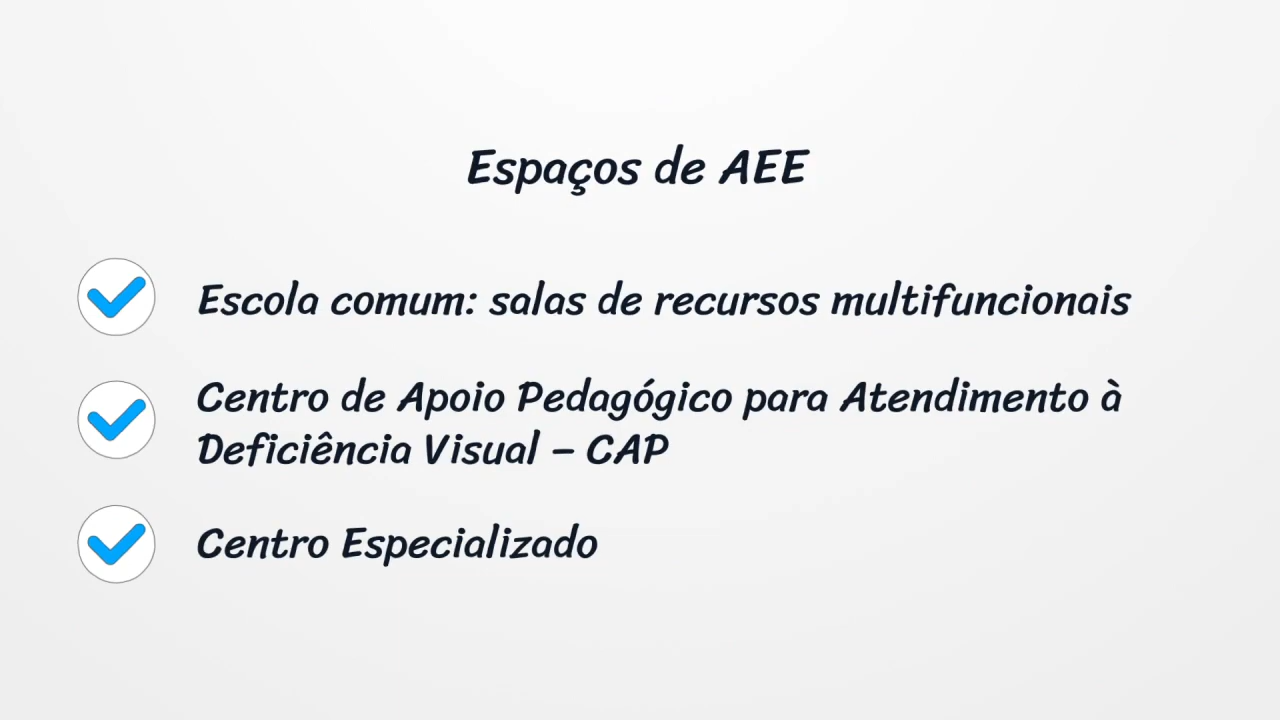 Espaços de AEE
Escola comum: salas de recursos multifuncionais
Centro de Apoio Pedagógico para Atendimento à
Deficiência Visual – CAP
Centro Especializado